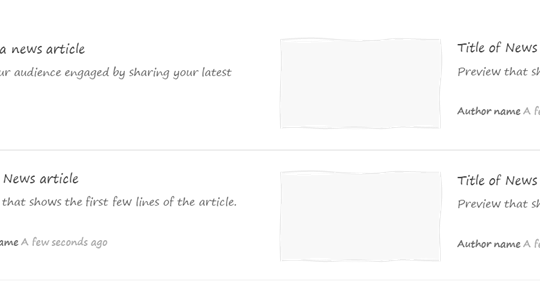 a news article
ur audience engaged by sharing your latest
Title of News
Preview that sh
Author name A fe
News article
that shows the first few lines of the article.
ame A few seconds ago
Title of News
Preview that sh
Author name A fe